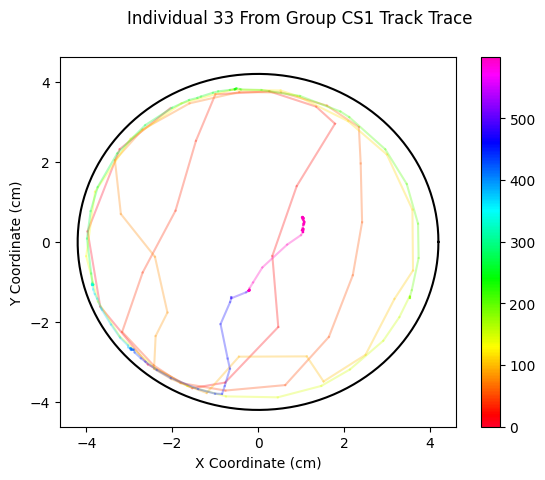 Individual 33 From Group CS1 Track Trace
4
2
0
−2
−4
Y Coordinate (cm)
−4 −2 0 2 4
X Coordinate (cm)
500
400
300
200
100
0